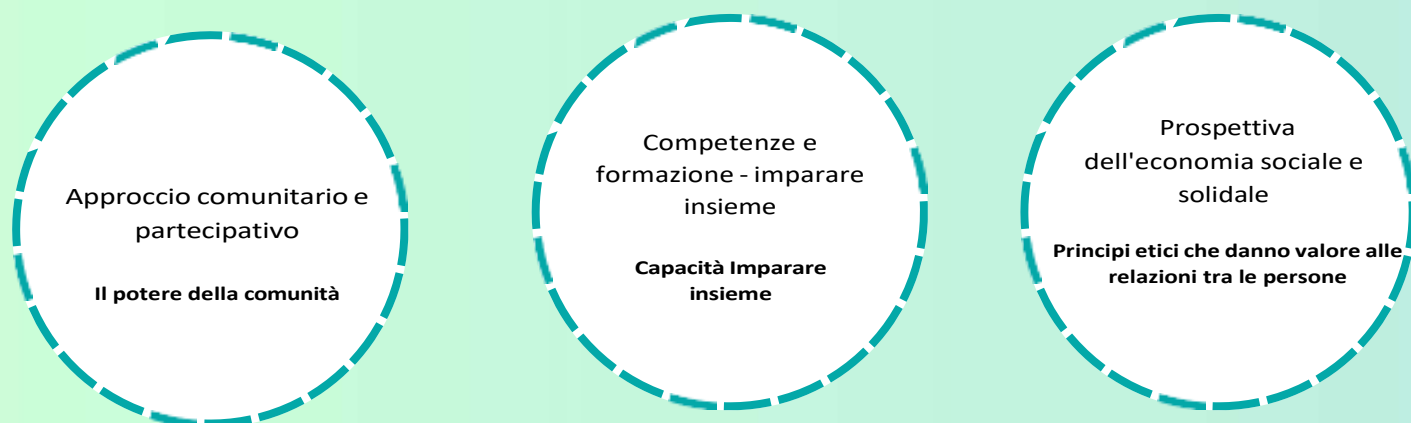 Approccio comunitario e
partecipativo
Il potere della comunità
Competenze e
formazione - imparare
insieme
Capacità Imparare
insieme
Prospettiva
dell'economia sociale e
solidale
Principi etici che danno valore alle
relazioni tra le persone